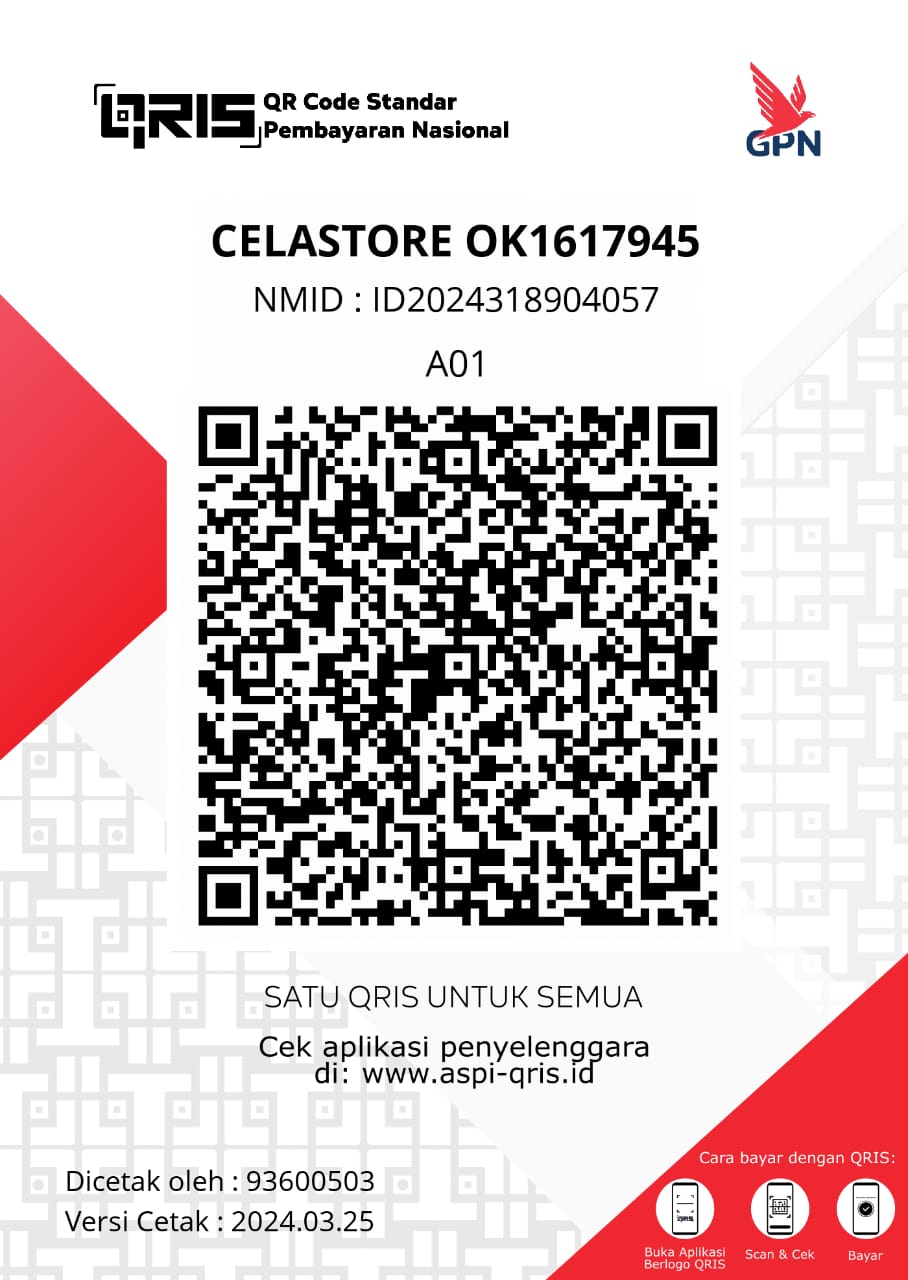 QRIS QR Code Standar
Pembayaran Nasional
GPN
CELASTORE OK1617945
NMID : ID2024318904057
A01
SATU QRIS UNTUK SEMUA
Cek aplikasi penyelenggara
di: www.aspi-qris.id
Dicetak oleh : 93600503
Versi Cetak : 2024.03.25
Cara bayar dengan QRIS:
Buka Aplikasi
Berlogo QRIS
Scan & Cek
Bayar